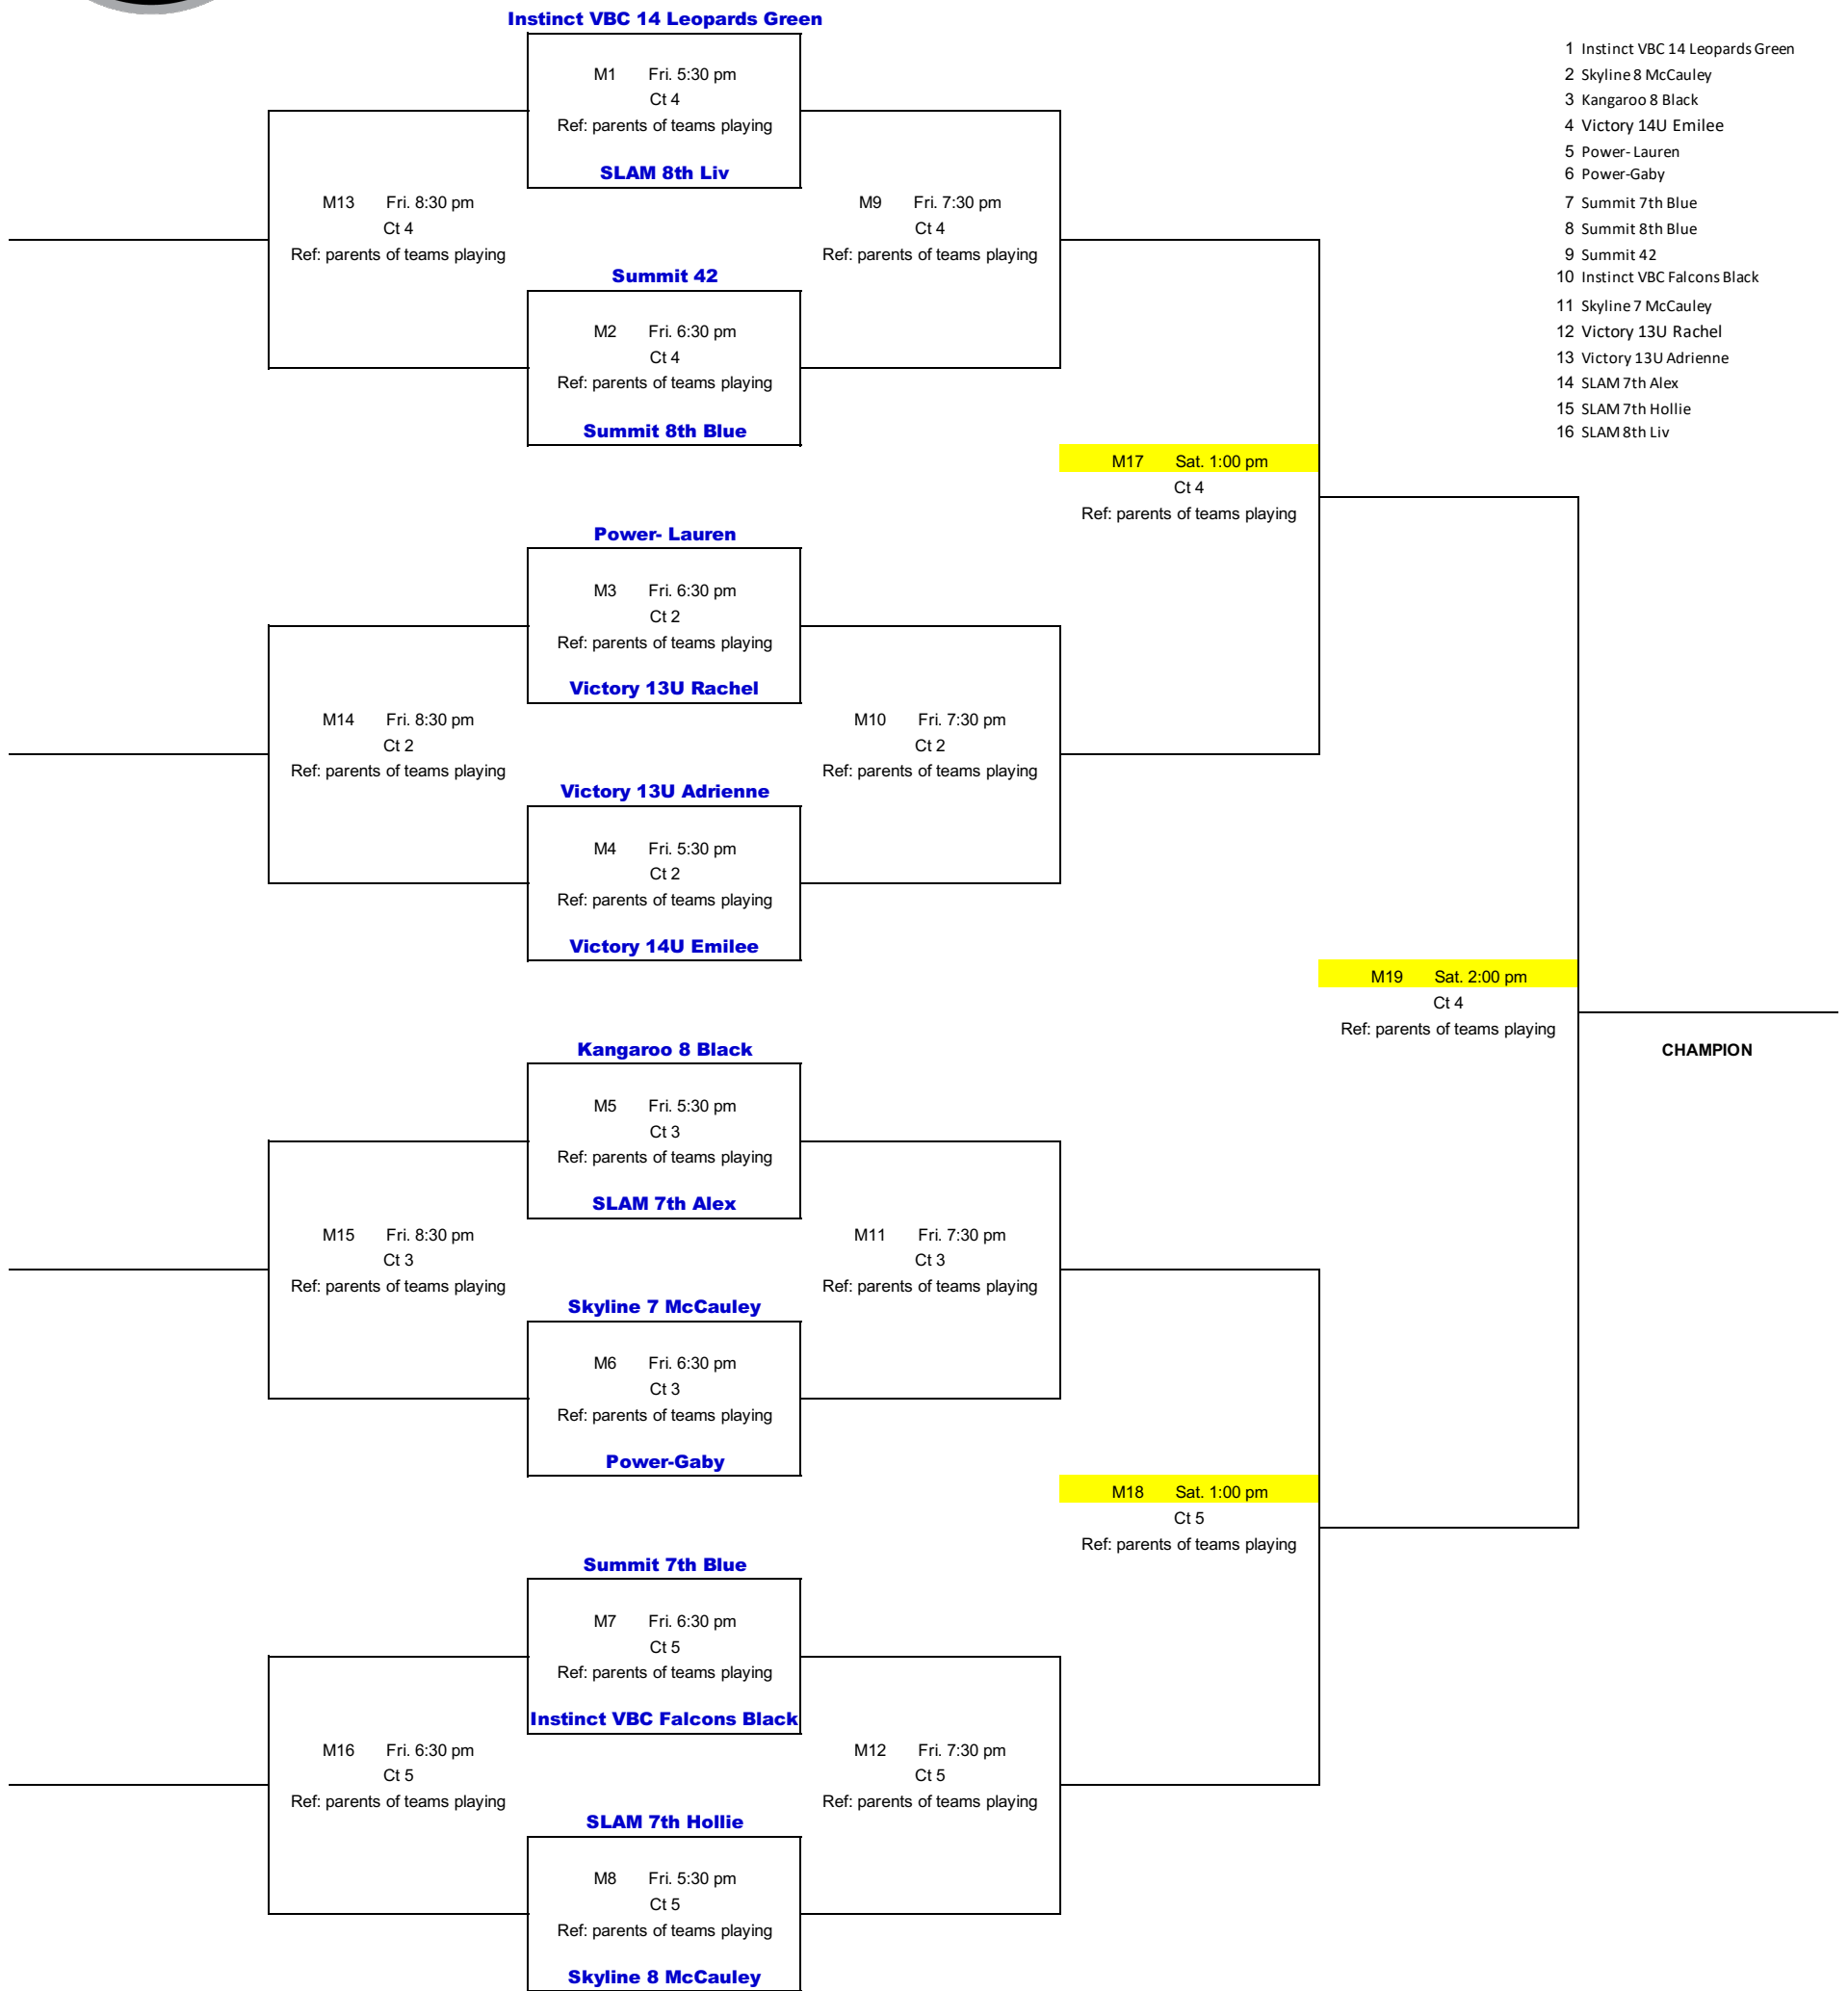 Instinct VBC 14 Leopards Green
1 Instinct VBC 14 Leopards Green
2 Skyline 8 McCauley
3 Kangaroo 8 Black
4 Victory 14U Emilee
5 Power- Lauren
6 Power-Gaby
7 Summit 7th Blue
8 Summit 8th Blue
9 Summit 42
10 Instinct VBC Falcons Black
11 Skyline 7 McCauley
12 Victory 13U Rachel
13 Victory 13U Adrienne
14 SLAM 7th Alex
15 SLAM 7th Hollie
16 SLAM 8th Liv
M1 Fri. 5:30 pm
Ct 4
Ref: parents of teams playing
SLAM 8th Liv
M13 Fri. 8:30 pm
Ct 4
Ref: parents of teams playing
M9 Fri. 7:30 pm
Ct 4
Ref: parents of teams playing
Summit 42
M2 Fri. 6:30 pm
Ct 4
Ref: parents of teams playing
Summit 8th Blue
M17 Sat. 1:00 pm
Ct 4
Ref: parents of teams playing
Power- Lauren
M3 Fri. 6:30 pm
Ct 2
Ref: parents of teams playing
Victory 13U Rachel
M14 Fri. 8:30 pm
Ct 2
Ref: parents of teams playing
M10 Fri. 7:30 pm
Ct 2
Ref: parents of teams playing
Victory 13U Adrienne
M4 Fri. 5:30 pm
Ct 2
Ref: parents of teams playing
Victory 14U Emilee
M19 Sat. 2:00 pm
Ct 4
Ref: parents of teams playing
CHAMPION
Kangaroo 8 Black
M5 Fri. 5:30 pm
Ct 3
Ref: parents of teams playing
SLAM 7th Alex
M15 Fri. 8:30 pm
Ct 3
Ref: parents of teams playing
M11 Fri. 7:30 pm
Ct 3
Ref: parents of teams playing
Skyline 7 McCauley
M6 Fri. 6:30 pm
Ct 3
Ref: parents of teams playing
Power-Gaby
M18 Sat. 1:00 pm
Ct 5
Ref: parents of teams playing
Summit 7th Blue
M7 Fri. 6:30 pm
Ct 5
Ref: parents of teams playing
Instinct VBC Falcons Black
M16 Fri. 6:30 pm
Ct 5
Ref: parents of teams playing
M12 Fri. 7:30 pm
Ct 5
Ref: parents of teams playing
SLAM 7th Hollie
M8 Fri. 5:30 pm
Ct 5
Ref: parents of teams playing
Skyline 8 McCauley